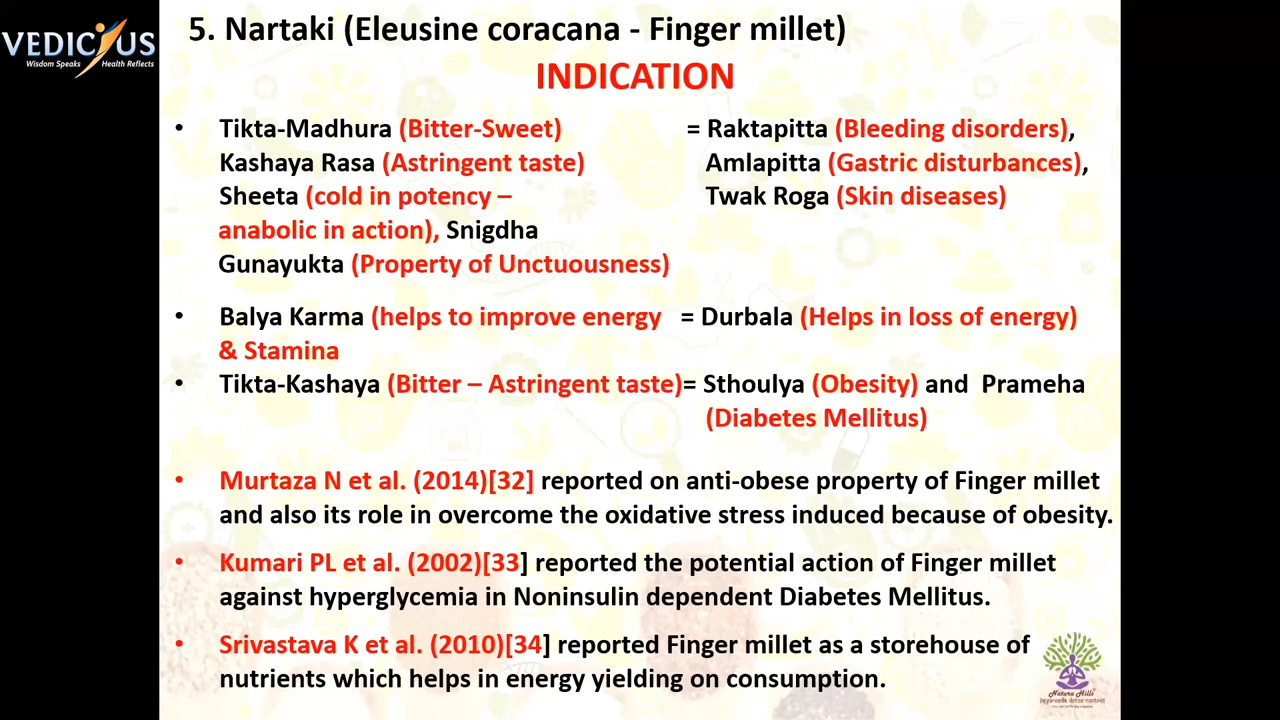 VEDICUS
Wisdom Speaks Health Reflects
5. Nartaki (Eleusine coracana - Finger millet)
INDICATION
• Tikta-Madhura (Bitter-Sweet) = Raktapitta (Bleeding disorders),
Kashaya Rasa (Astringent taste) Amlapitta (Gastric disturbances),
Sheeta (cold in potency – Twak Roga (Skin diseases)
anabolic in action), Snigdha
Gunayukta (Property of Unctuousness)
• Balya Karma (helps to improve energy = Durbala (Helps in loss of energy)
& Stamina
• Tikta-Kashaya (Bitter – Astringent taste)= Sthoulya (Obesity) and Prameha
(Diabetes Mellitus)
• Murtaza N et al. (2014)[32] reported on anti-obese property of Finger millet
and also its role in overcome the oxidative stress induced because of obesity.
• Kumari PL et al. (2002)[33] reported the potential action of Finger millet
against hyperglycemia in Noninsulin dependent Diabetes Mellitus.
• Srivastava K et al. (2010)[34] reported Finger millet as a storehouse of
nutrients which helps in energy yielding on consumption.
Natura Hills